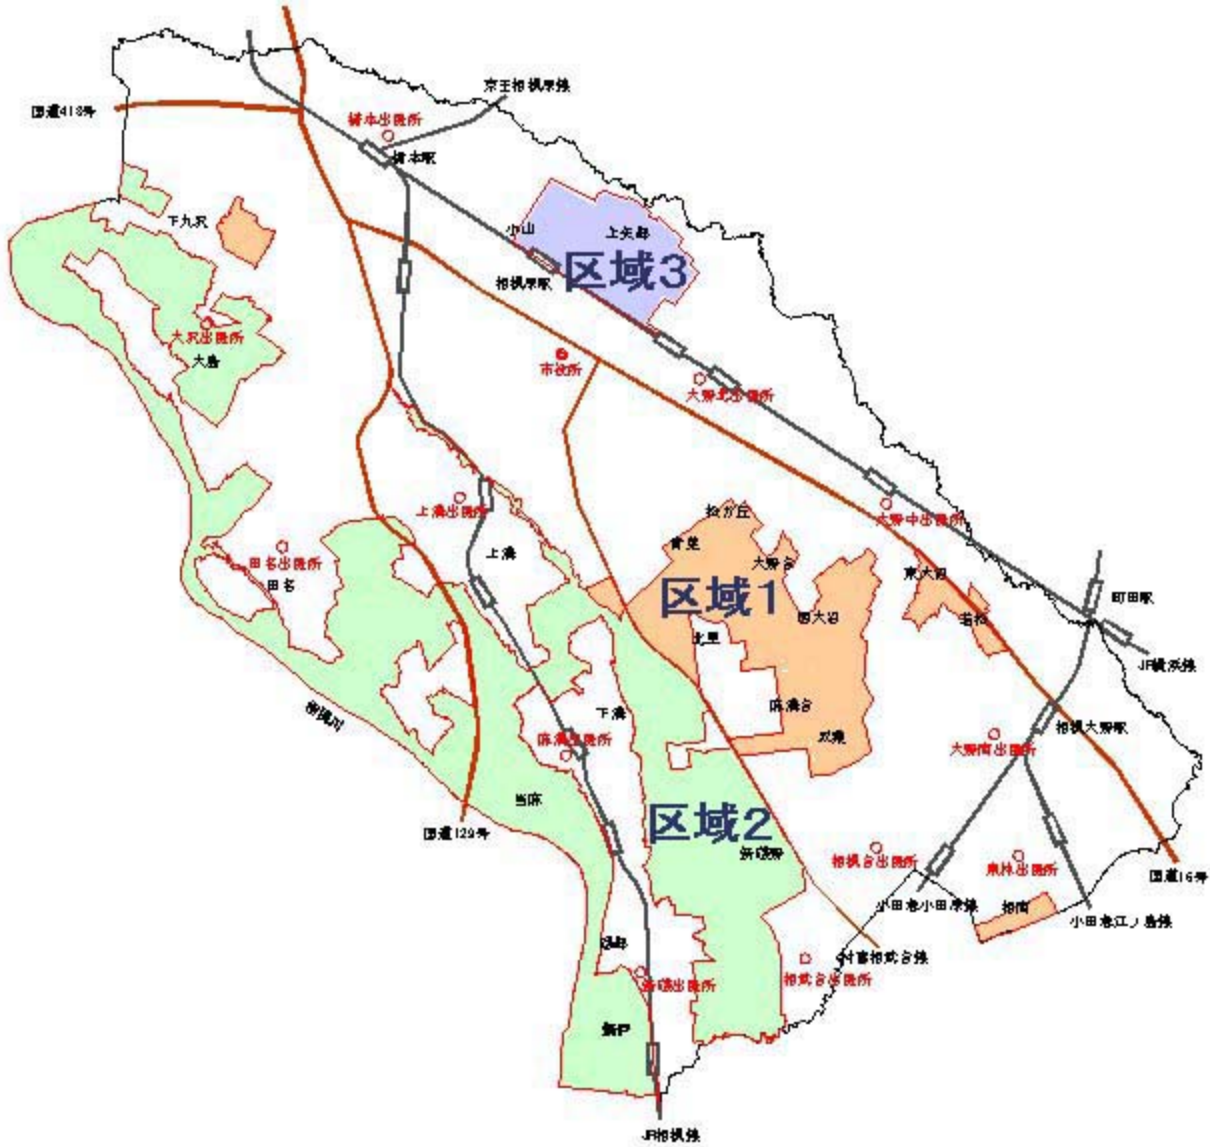 京王相模原線
国道413号
橋本出張所
橋本駅
下九沢
小山
上矢部
相模原駅
区域3
大沢出張所
大島
市役所
大野北出張所
上溝出張所
松が丘
大野中出張所
青葉
上溝
大野台
田名出張所
東大沼
田名
区域1
西大沼
若松
町田駅
北里
JR横浜線
相模川
下溝
麻溝台
相模大野駅
麻溝出張所
双葉
大野南出張所
当麻
区域2
国道129号
新磯野
相模台出張所
東林出張所
国道16号
小田急小田原線
相南
小田急江ノ島線
磯部
村富相武台線
新磯出張所
相武台出張所
新戸
JR相模線